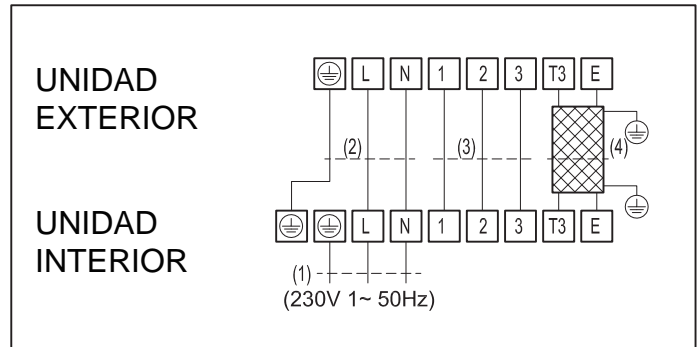 UNIDAD
EXTERIOR
L N 1 2 3 T3 E
(2) (3) (4)
UNIDAD
INTERIOR
L N 1 2 3 T3 E
(1)
(230V 1~ 50Hz)